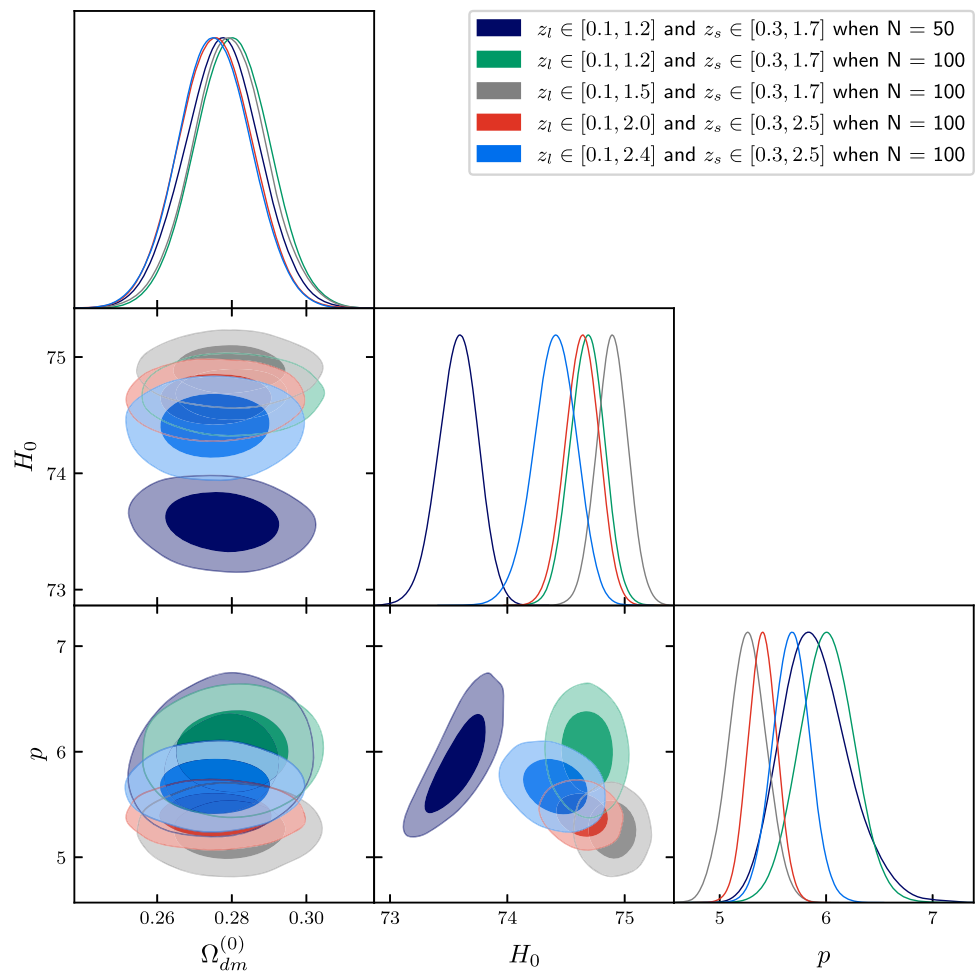 z_l ∈ [0.1, 1.2] and z_s ∈ [0.3, 1.7] when N = 50
z_l ∈ [0.1, 1.2] and z_s ∈ [0.3, 1.7] when N = 100
z_l ∈ [0.1, 1.5] and z_s ∈ [0.3, 1.7] when N = 100
z_l ∈ [0.1, 2.0] and z_s ∈ [0.3, 2.5] when N = 100
z_l ∈ [0.1, 2.4] and z_s ∈ [0.3, 2.5] when N = 100
75
74
73
H_0
7
6
5
p
0.26 0.28 0.30
73 74 75
5 6 7
Ω_{dm}^{(0)}
H_0
p